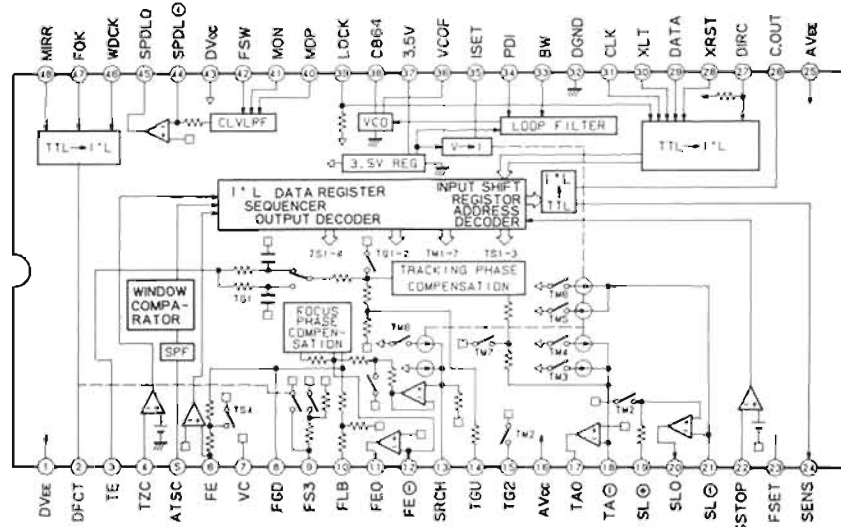 MIRR FOK WDCK SPDLO SPDL⊖ DVcc FSW MON MDP LOCK C864 3.5V VCOF ISET PDI BW DGND CLK XLT DATA XRST DIRC C.OUT AVEE
48 47 46 45 44 43 42 41 40 39 38 37 36 35 34 33 32 31 30 29 28 27 26 25
CLVLPF
VCO
LOOP FILTER
TTL→I²L
V→I
TTL→I²L
3.5V REG
I²L DATA REGISTER
SEQUENCER
OUTPUT DECODER
INPUT SHIFT
REGISTOR
ADDRESS
DECODER
I²L
TTL
TS1-4
TG1-2
TM1-7
TS1-3
TRACKING PHASE
COMPENSATION
TG1
WINDOW
COMPA-
RATOR
SPF
FOCUS
PHASE
COMPEN-
SATION
TM6
TM5
TM4
TM3
TM7
TM2
TM2
1 2 3 4 5 6 7 8 9 10 11 12 13 14 15 16 17 18 19 20 21 22 23 24
DVEE DFCT TE TZC ATSC FE VC FGD FS3 FLB FEO FE⊖ SRCH TGU TG2 AVcc TAO TA⊖ SL⊕ SLO SL⊖ SSTOP FSET SENS